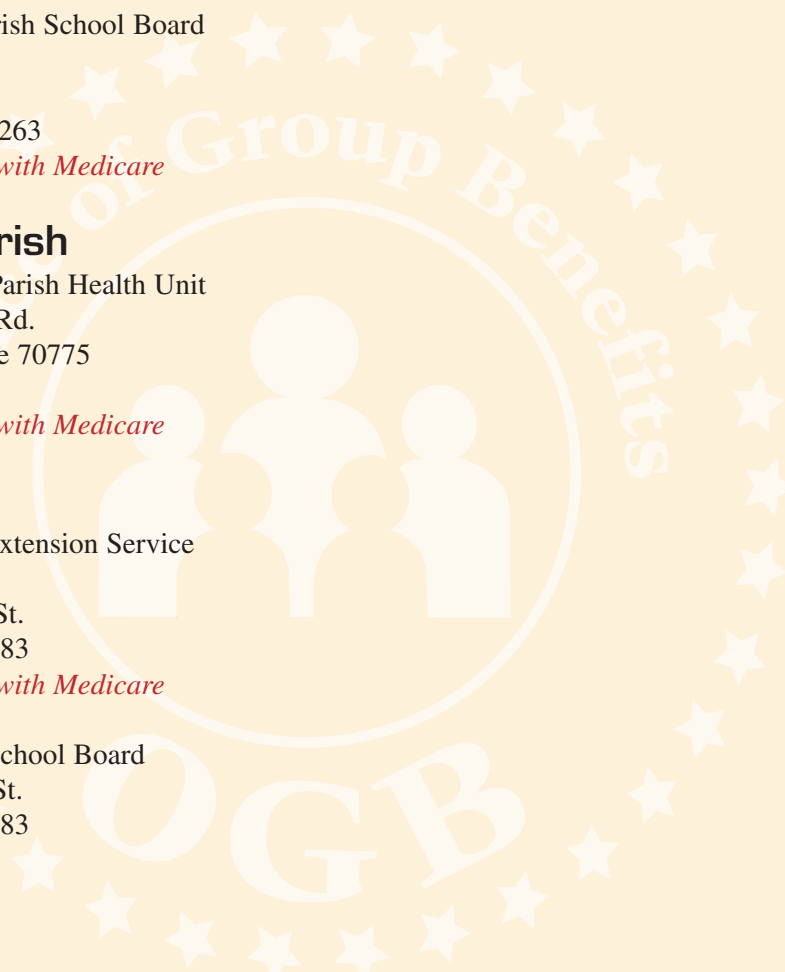 rish School Board
263
with Medicare
rish
Parish Health Unit
Rd.
e 70775
with Medicare
xtension Service
St.
83
with Medicare
chool Board
St.
83
of Group Benefits
OGB